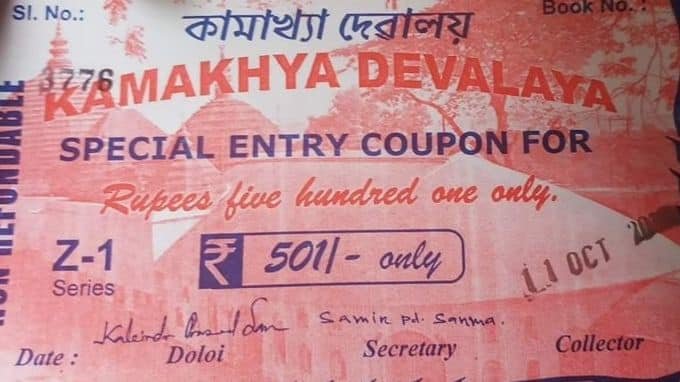 Sl. No.: Book No. :
কামাখ্যা দেৱালয়
3776
KAMAKHYA DEVALAYA
NON REFUNDABLE
SPECIAL ENTRY COUPON FOR
Rupees five hundred one only.
Z-1
Series
₹ 501/- only
11 OCT
Samir pd. Sarma.
Date : Doloi Secretary Collector